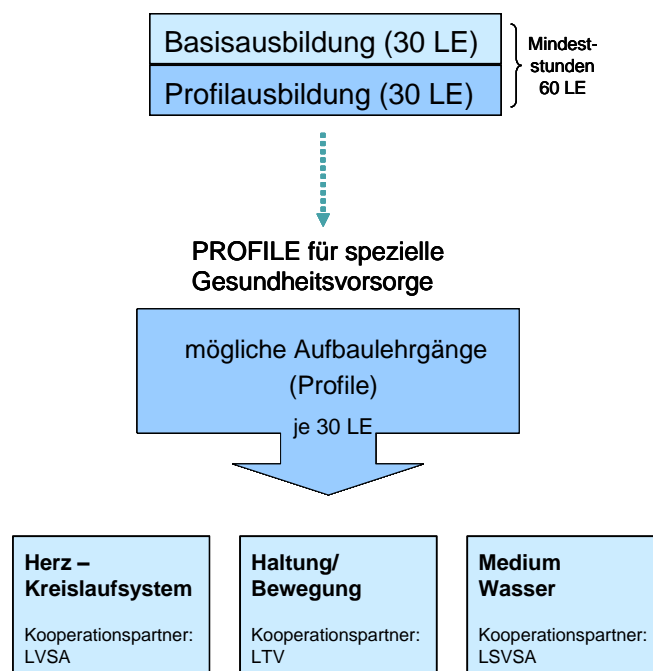 Basisausbildung (30 LE)
Profilausbildung (30 LE)
Mindest-
stunden
60 LE
PROFILE für spezielle
Gesundheitsvorsorge
mögliche Aufbaulehrgänge
(Profile)
je 30 LE
Herz –
Kreislaufsystem
Kooperationspartner:
LVSA
Haltung/
Bewegung
Kooperationspartner:
LTV
Medium
Wasser
Kooperationspartner:
LSVSA